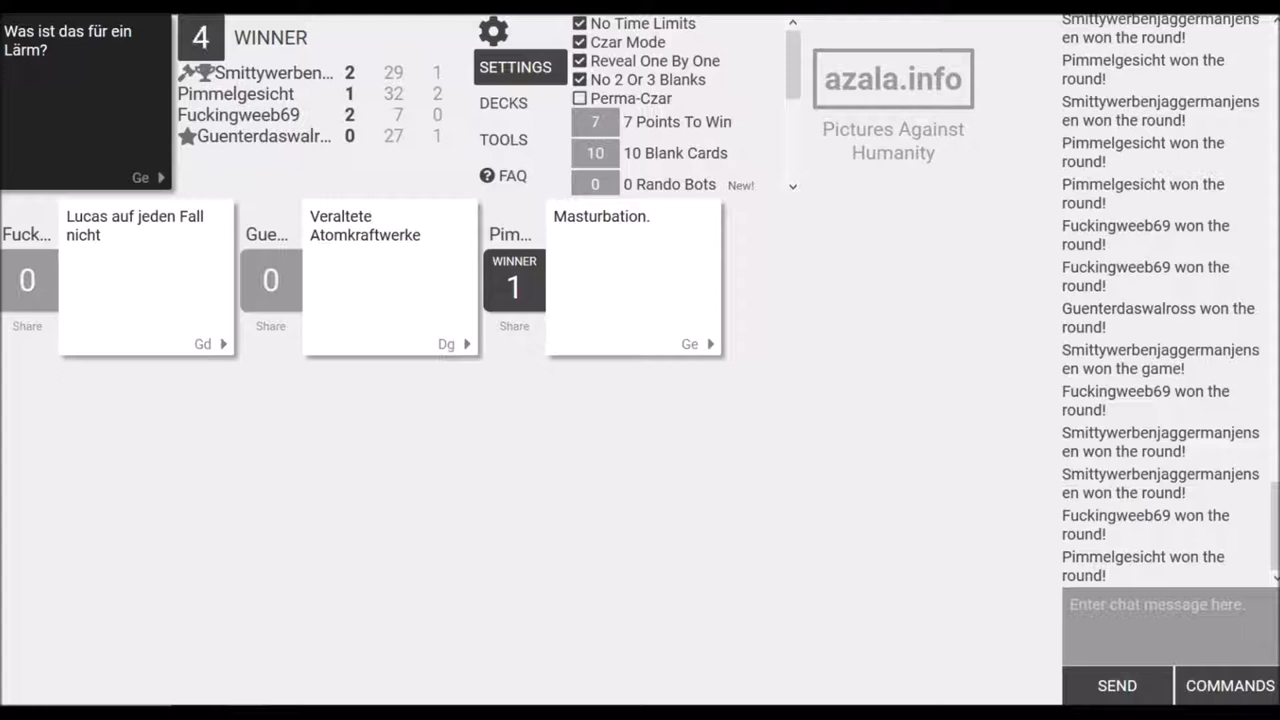 Was ist das für ein
Lärm?
Ge
4 WINNER
Smittywerben... 2 29 1
Pimmelgesicht 1 32 2
Fuckingweeb69 2 7 0
Guenterdaswalr... 0 27 1
SETTINGS
DECKS
TOOLS
? FAQ
No Time Limits
Czar Mode
Reveal One By One
No 2 Or 3 Blanks
Perma-Czar
7 7 Points To Win
10 10 Blank Cards
0 0 Rando Bots New!
azala.info
Pictures Against
Humanity
Fuck...
0
Share
Lucas auf jeden Fall
nicht
Gd
Gue...
0
Share
Veraltete
Atomkraftwerke
Dg
Pim...
WINNER
1
Share
Masturbation.
Ge
Smittywerbenjaggermanjens
en won the round!
Pimmelgesicht won the
round!
Smittywerbenjaggermanjens
en won the round!
Pimmelgesicht won the
round!
Pimmelgesicht won the
round!
Fuckingweeb69 won the
round!
Fuckingweeb69 won the
round!
Guenterdaswalross won the
round!
Smittywerbenjaggermanjens
en won the game!
Fuckingweeb69 won the
round!
Smittywerbenjaggermanjens
en won the round!
Smittywerbenjaggermanjens
en won the round!
Fuckingweeb69 won the
round!
Pimmelgesicht won the
round!
Enter chat message here.
SEND
COMMANDS